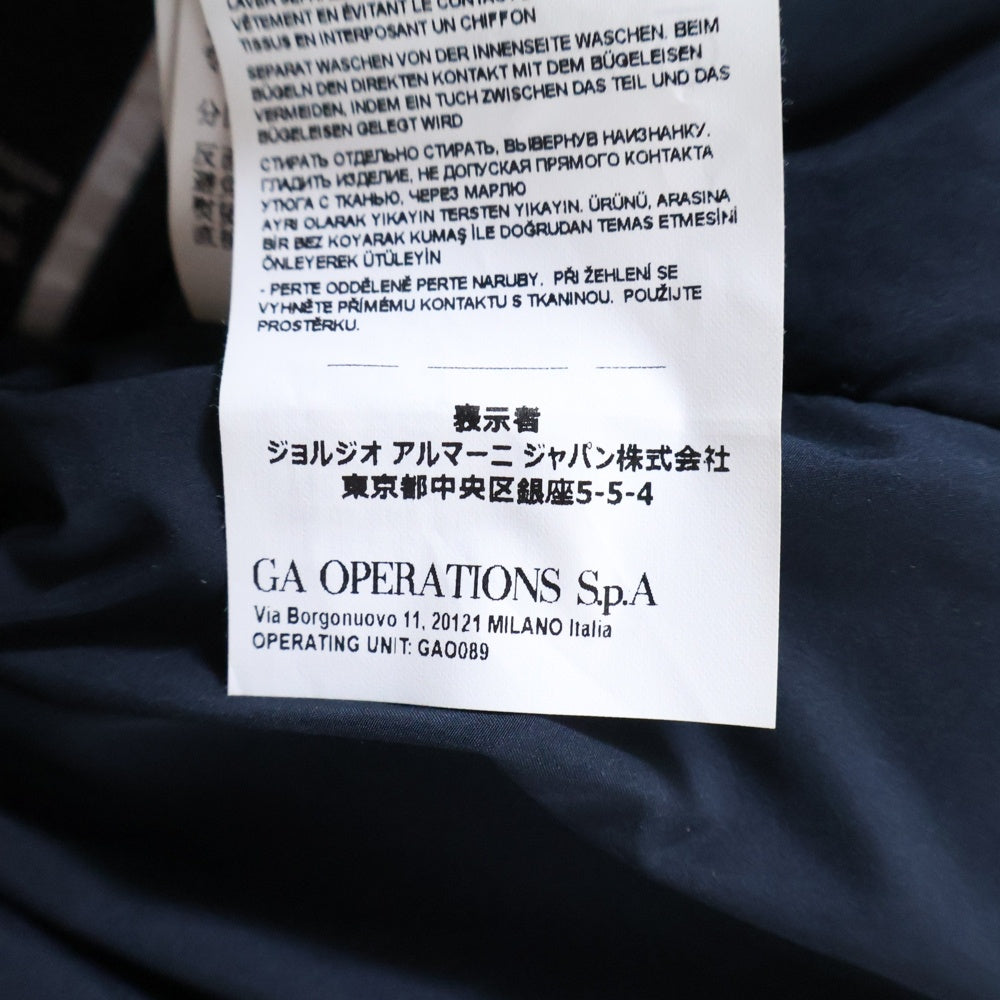 VÊTEMENT EN ÉVITANT LE CONTACT
TISSUS EN INTERPOSANT UN CHIFFON
SEPARAT WASCHEN VON DER INNENSEITE WASCHEN. BEIM
BÜGELN DEN DIREKTEN KONTAKT MIT DEM BÜGELEISEN
VERMEIDEN, INDEM EIN TUCH ZWISCHEN DAS TEIL UND DAS
BÜGELEISEN GELEGT WIRD
СТИРАТЬ ОТДЕЛЬНО СТИРАТЬ, ВЫВЕРНУВ НАИЗНАНКУ.
ГЛАДИТЬ ИЗДЕЛИЕ, НЕ ДОПУСКАЯ ПРЯМОГО КОНТАКТА
УТЮГА С ТКАНЬЮ, ЧЕРЕЗ МАРЛЮ
AYRI OLARAK YIKAYIN TERSTEN YIKAYIN. ÜRÜNÜ, ARASINA
BİR BEZ KOYARAK KUMAŞ İLE DOĞRUDAN TEMAS ETMESİNİ
ÖNLEYEREK ÜTÜLEYİN
- PERTE ODDĚLENĚ PERTE NARUBY. PŘI ŽEHLENÍ SE
VYHNĚTE PŘÍMÉMU KONTAKTU S TKANINOU. POUŽIJTE
PROSTĚRKU.
表示者
ジョルジオ アルマーニ ジャパン株式会社
東京都中央区銀座5-5-4
GA OPERATIONS S.p.A
Via Borgonuovo 11, 20121 MILANO Italia
OPERATING UNIT: GAO089